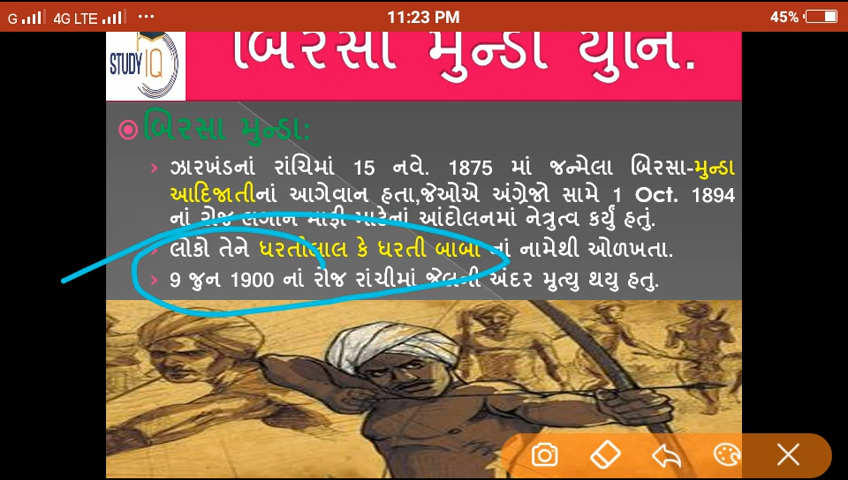 G 4G LTE ... 11:23 PM 45%
STUDY IQ
બિરસા મુન્ડા યુનિ.
બિરસા મુન્ડા:
ઝારખંડનાં રાંચિમાં 15 નવે. 1875 માં જન્મેલા બિરસા-મુન્ડા
આદિજાતીનાં આગેવાન હતા,જેઓએ અંગ્રેજો સામે 1 Oct. 1894
નાં રોજ લગાન માફી માટેનાં આંદોલનમાં નેત્રુત્વ કર્યું હતું.
લોકો તેને ધરતીલાલ કે ધરતી બાબા નાં નામેથી ઓળખતા.
9 જુન 1900 નાં રોજ રાંચીમાં જેલની અંદર મ્રુત્યુ થયુ હતુ.